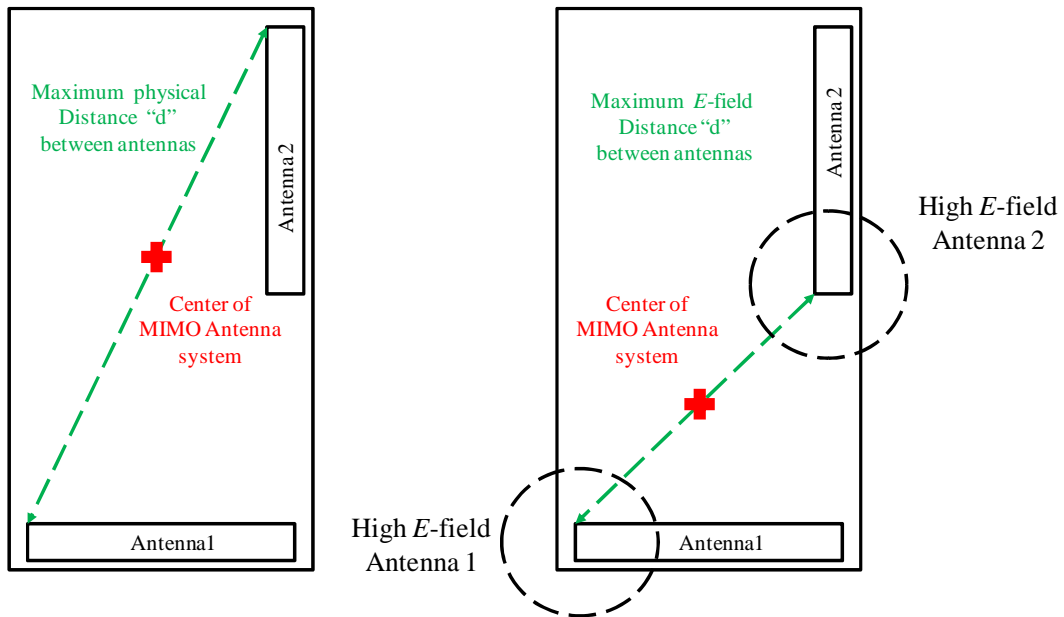 Maximum physical
Distance “d”
between antennas
Antenna 2
Center of
MIMO Antenna
system
Antenna1
Maximum E-field
Distance “d”
between antennas
Antenna 2
High E-field
Antenna 2
Center of
MIMO Antenna
system
High E-field
Antenna 1
Antenna1